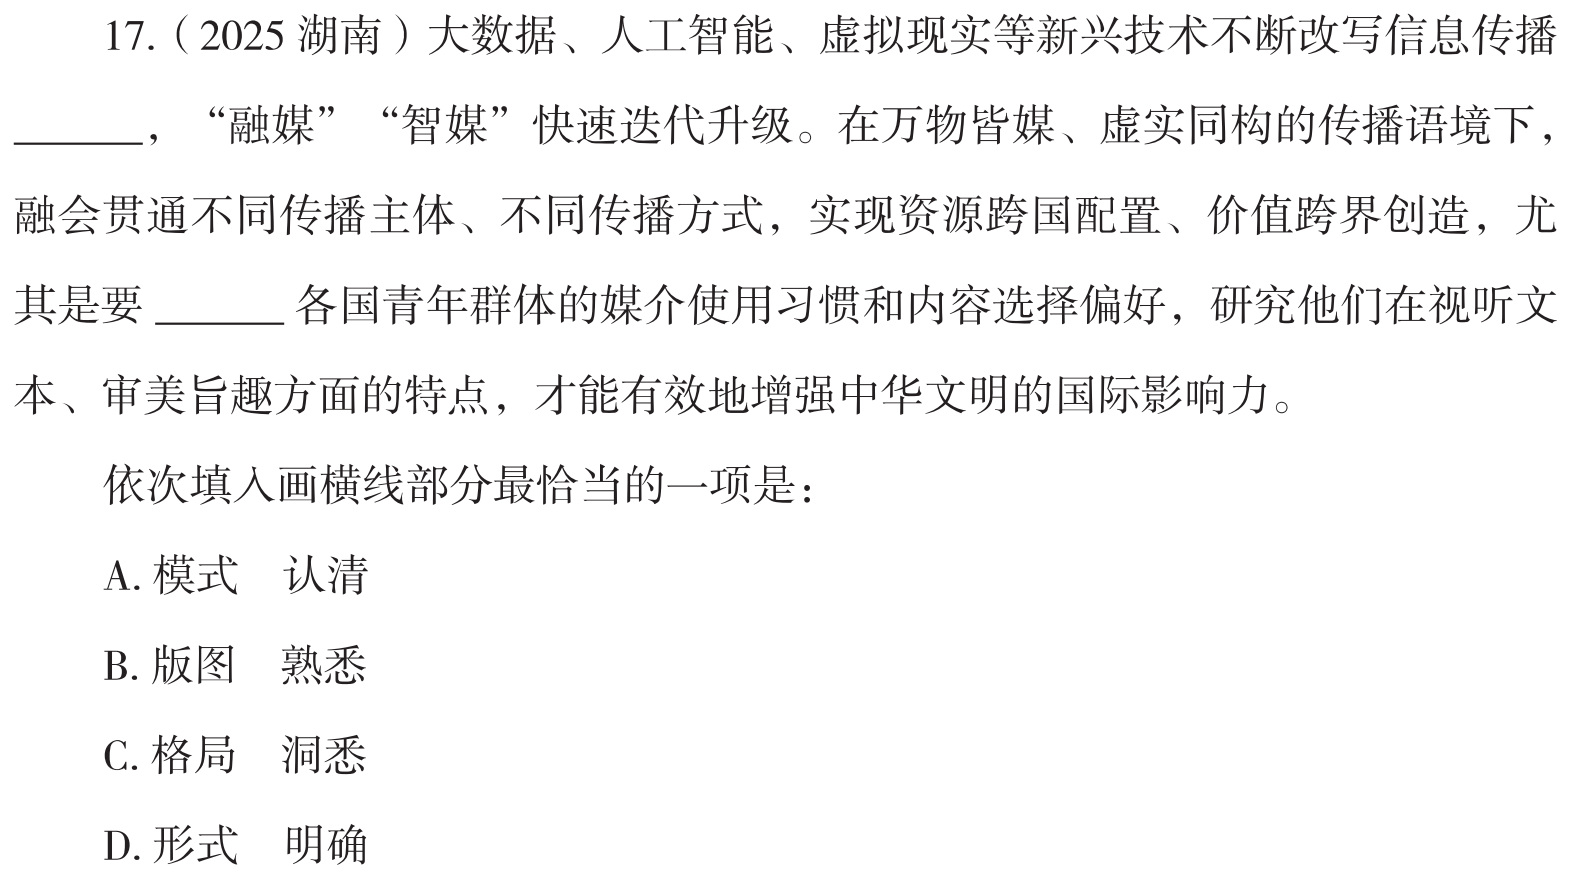 17.（2025 湖南）大数据、人工智能、虚拟现实等新兴技术不断改写信息传播
______，“融媒”“智媒”快速迭代升级。在万物皆媒、虚实同构的传播语境下，
融会贯通不同传播主体、不同传播方式，实现资源跨国配置、价值跨界创造，尤
其是要 ______ 各国青年群体的媒介使用习惯和内容选择偏好，研究他们在视听文
本、审美旨趣方面的特点，才能有效地增强中华文明的国际影响力。
依次填入画横线部分最恰当的一项是：
A. 模式　认清
B. 版图　熟悉
C. 格局　洞悉
D. 形式　明确